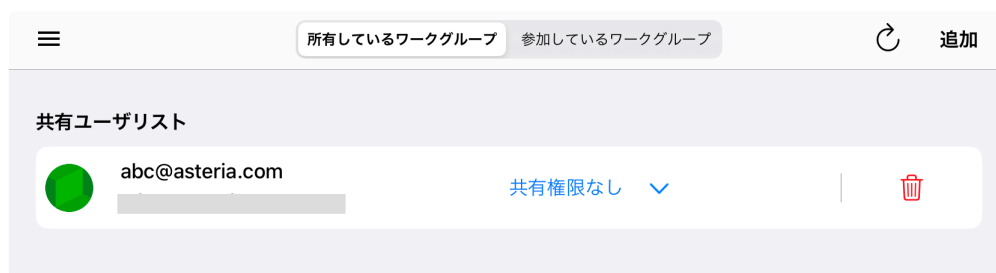 所有しているワークグループ 参加しているワークグループ 追加
共有ユーザリスト
abc@asteria.com
共有権限なし